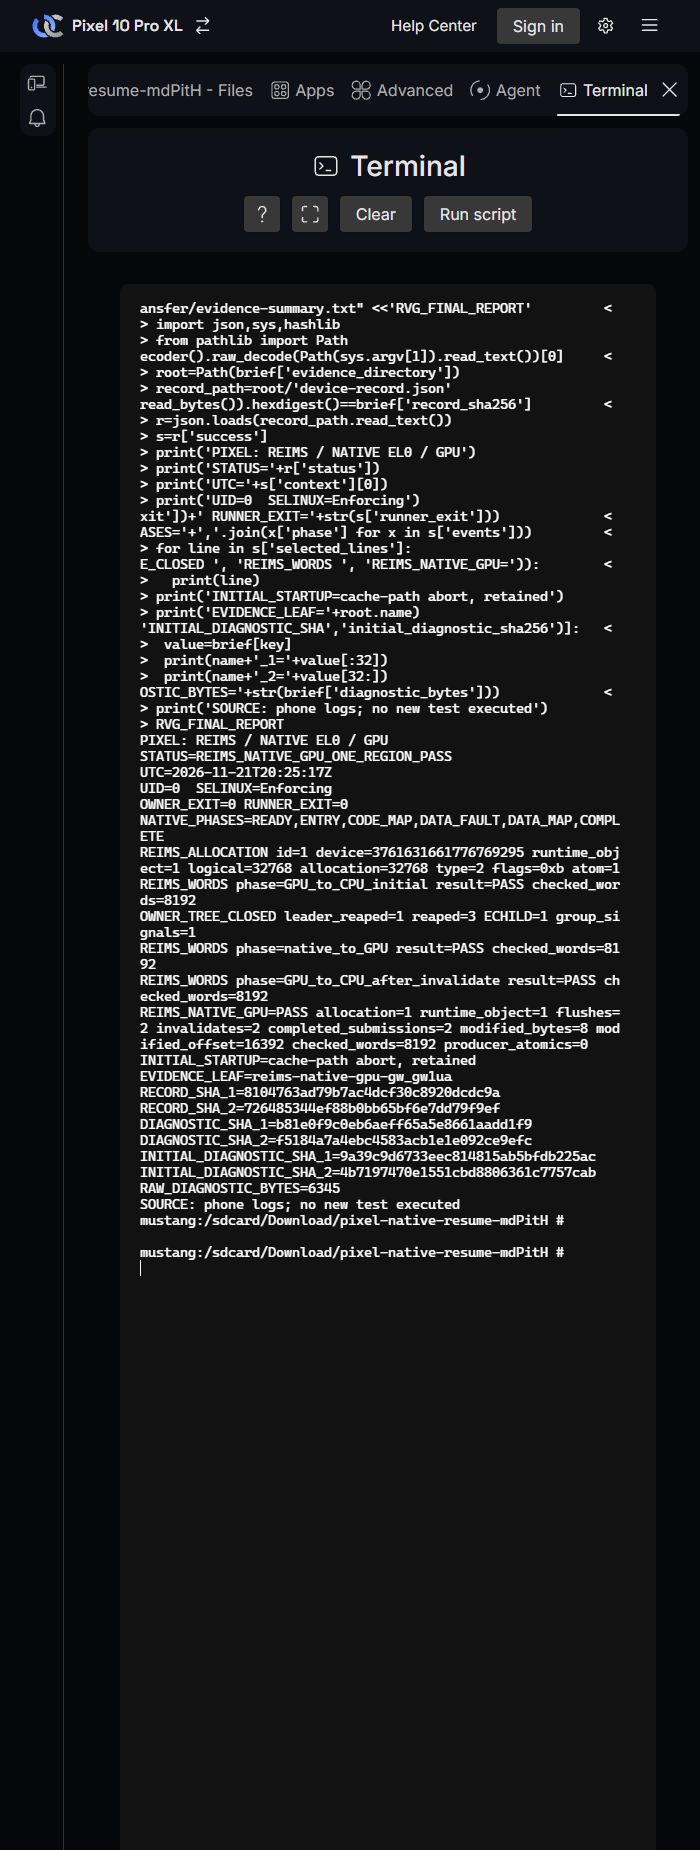 Pixel 10 Pro XL
Help Center
Sign in
esume-mdPitH - Files
Apps
Advanced
Agent
Terminal
Terminal
?
Clear
Run script
ansfer/evidence-summary.txt" <<'RVG_FINAL_REPORT' <
> import json,sys,hashlib
> from pathlib import Path
ecoder().raw_decode(Path(sys.argv[1]).read_text())[0] <
> root=Path(brief['evidence_directory'])
> record_path=root/'device-record.json'
read_bytes()).hexdigest()==brief['record_sha256'] <
> r=json.loads(record_path.read_text())
> s=r['success']
> print('PIXEL: REIMS / NATIVE EL0 / GPU')
> print('STATUS='+r['status'])
> print('UTC='+s['context'][0])
> print('UID=0  SELINUX=Enforcing')
xit'])+' RUNNER_EXIT='+str(s['runner_exit'])) <
ASES='+','.join(x['phase'] for x in s['events'])) <
> for line in s['selected_lines']:
E_CLOSED ', 'REIMS_WORDS ', 'REIMS_NATIVE_GPU=')): <
>   print(line)
> print('INITIAL_STARTUP=cache-path abort, retained')
> print('EVIDENCE_LEAF='+root.name)
'INITIAL_DIAGNOSTIC_SHA','initial_diagnostic_sha256')]: <
>  value=brief[key]
>  print(name+'_1='+value[:32])
>  print(name+'_2='+value[32:])
OSTIC_BYTES='+str(brief['diagnostic_bytes'])) <
> print('SOURCE: phone logs; no new test executed')
> RVG_FINAL_REPORT
PIXEL: REIMS / NATIVE EL0 / GPU
STATUS=REIMS_NATIVE_GPU_ONE_REGION_PASS
UTC=2026-11-21T20:25:17Z
UID=0  SELINUX=Enforcing
OWNER_EXIT=0 RUNNER_EXIT=0
NATIVE_PHASES=READY,ENTRY,CODE_MAP,DATA_FAULT,DATA_MAP,COMPL
ETE
REIMS_ALLOCATION id=1 device=3761631661776769295 runtime_obj
ect=1 logical=32768 allocation=32768 type=2 flags=0xb atom=1
REIMS_WORDS phase=GPU_to_CPU_initial result=PASS checked_wor
ds=8192
OWNER_TREE_CLOSED leader_reaped=1 reaped=3 ECHILD=1 group_si
gnals=1
REIMS_WORDS phase=native_to_GPU result=PASS checked_words=81
92
REIMS_WORDS phase=GPU_to_CPU_after_invalidate result=PASS ch
ecked_words=8192
REIMS_NATIVE_GPU=PASS allocation=1 runtime_object=1 flushes=
2 invalidates=2 completed_submissions=2 modified_bytes=8 mod
ified_offset=16392 checked_words=8192 producer_atomics=0
INITIAL_STARTUP=cache-path abort, retained
EVIDENCE_LEAF=reims-native-gpu-gw_gw1ua
RECORD_SHA_1=8104763ad79b7ac4dcf30c8920dcdc9a
RECORD_SHA_2=726485344ef88b0bb65bf6e7dd79f9ef
DIAGNOSTIC_SHA_1=b81e0f9c0eb6aeff65a5e8661aadd1f9
DIAGNOSTIC_SHA_2=f5184a7a4ebc4583acb1e1e092ce9efc
INITIAL_DIAGNOSTIC_SHA_1=9a39c9d6733eec814815ab5bfdb225ac
INITIAL_DIAGNOSTIC_SHA_2=4b7197470e1551cbd8806361c7757cab
RAW_DIAGNOSTIC_BYTES=6345
SOURCE: phone logs; no new test executed
mustang:/sdcard/Download/pixel-native-resume-mdPitH #
mustang:/sdcard/Download/pixel-native-resume-mdPitH #